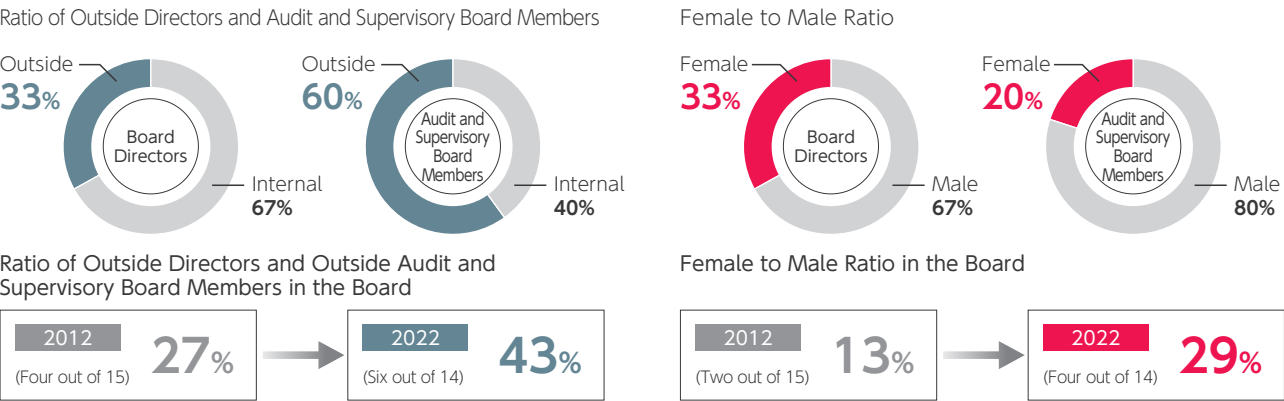 Ratio of Outside Directors and Audit and Supervisory Board Members
Outside
33%
Board
Directors
Internal
67%
Outside
60%
Audit and
Supervisory
Board
Members
Internal
40%
Ratio of Outside Directors and Outside Audit and
Supervisory Board Members in the Board
2012
(Four out of 15)
27%
2022
(Six out of 14)
43%
Female to Male Ratio
Female
33%
Board
Directors
Male
67%
Female
20%
Audit and
Supervisory
Board
Members
Male
80%
Female to Male Ratio in the Board
2012
(Two out of 15)
13%
2022
(Four out of 14)
29%